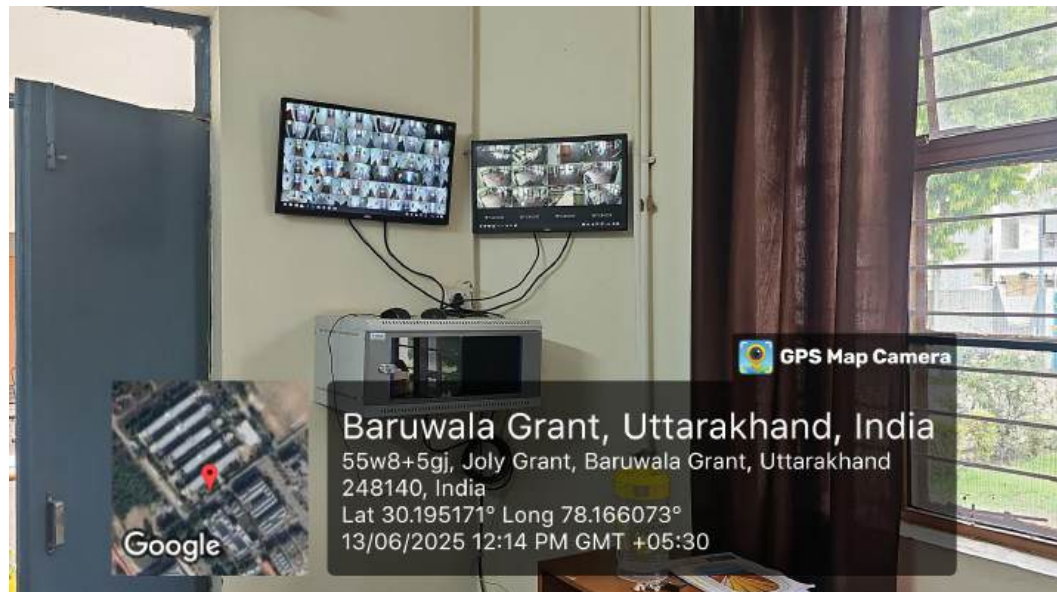 GPS Map Camera
Baruwala Grant, Uttarakhand, India
55w8+5gj, Joly Grant, Baruwala Grant, Uttarakhand
248140, India
Lat 30.195171° Long 78.166073°
13/06/2025 12:14 PM GMT +05:30
Google